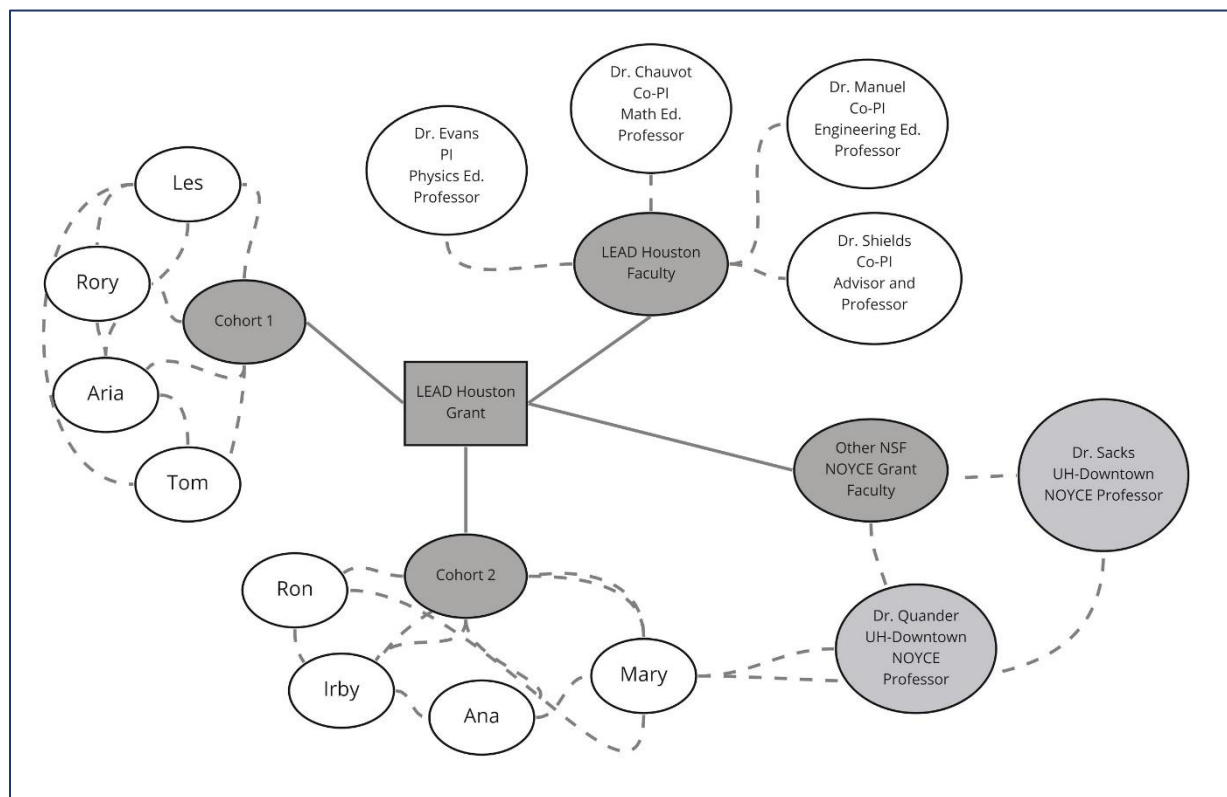 Dr. Chauvot
Co-PI
Math Ed.
Professor
Dr. Manuel
Co-PI
Engineering Ed.
Professor
Dr. Evans
PI
Physics Ed.
Professor
Les
LEAD Houston
Faculty
Dr. Shields
Co-PI
Advisor and
Professor
Rory
Cohort 1
Aria
LEAD Houston
Grant
Tom
Other NSF
NOYCE Grant
Faculty
Dr. Sacks
UH-Downtown
NOYCE Professor
Cohort 2
Ron
Irby
Ana
Mary
Dr. Quander
UH-Downtown
NOYCE
Professor